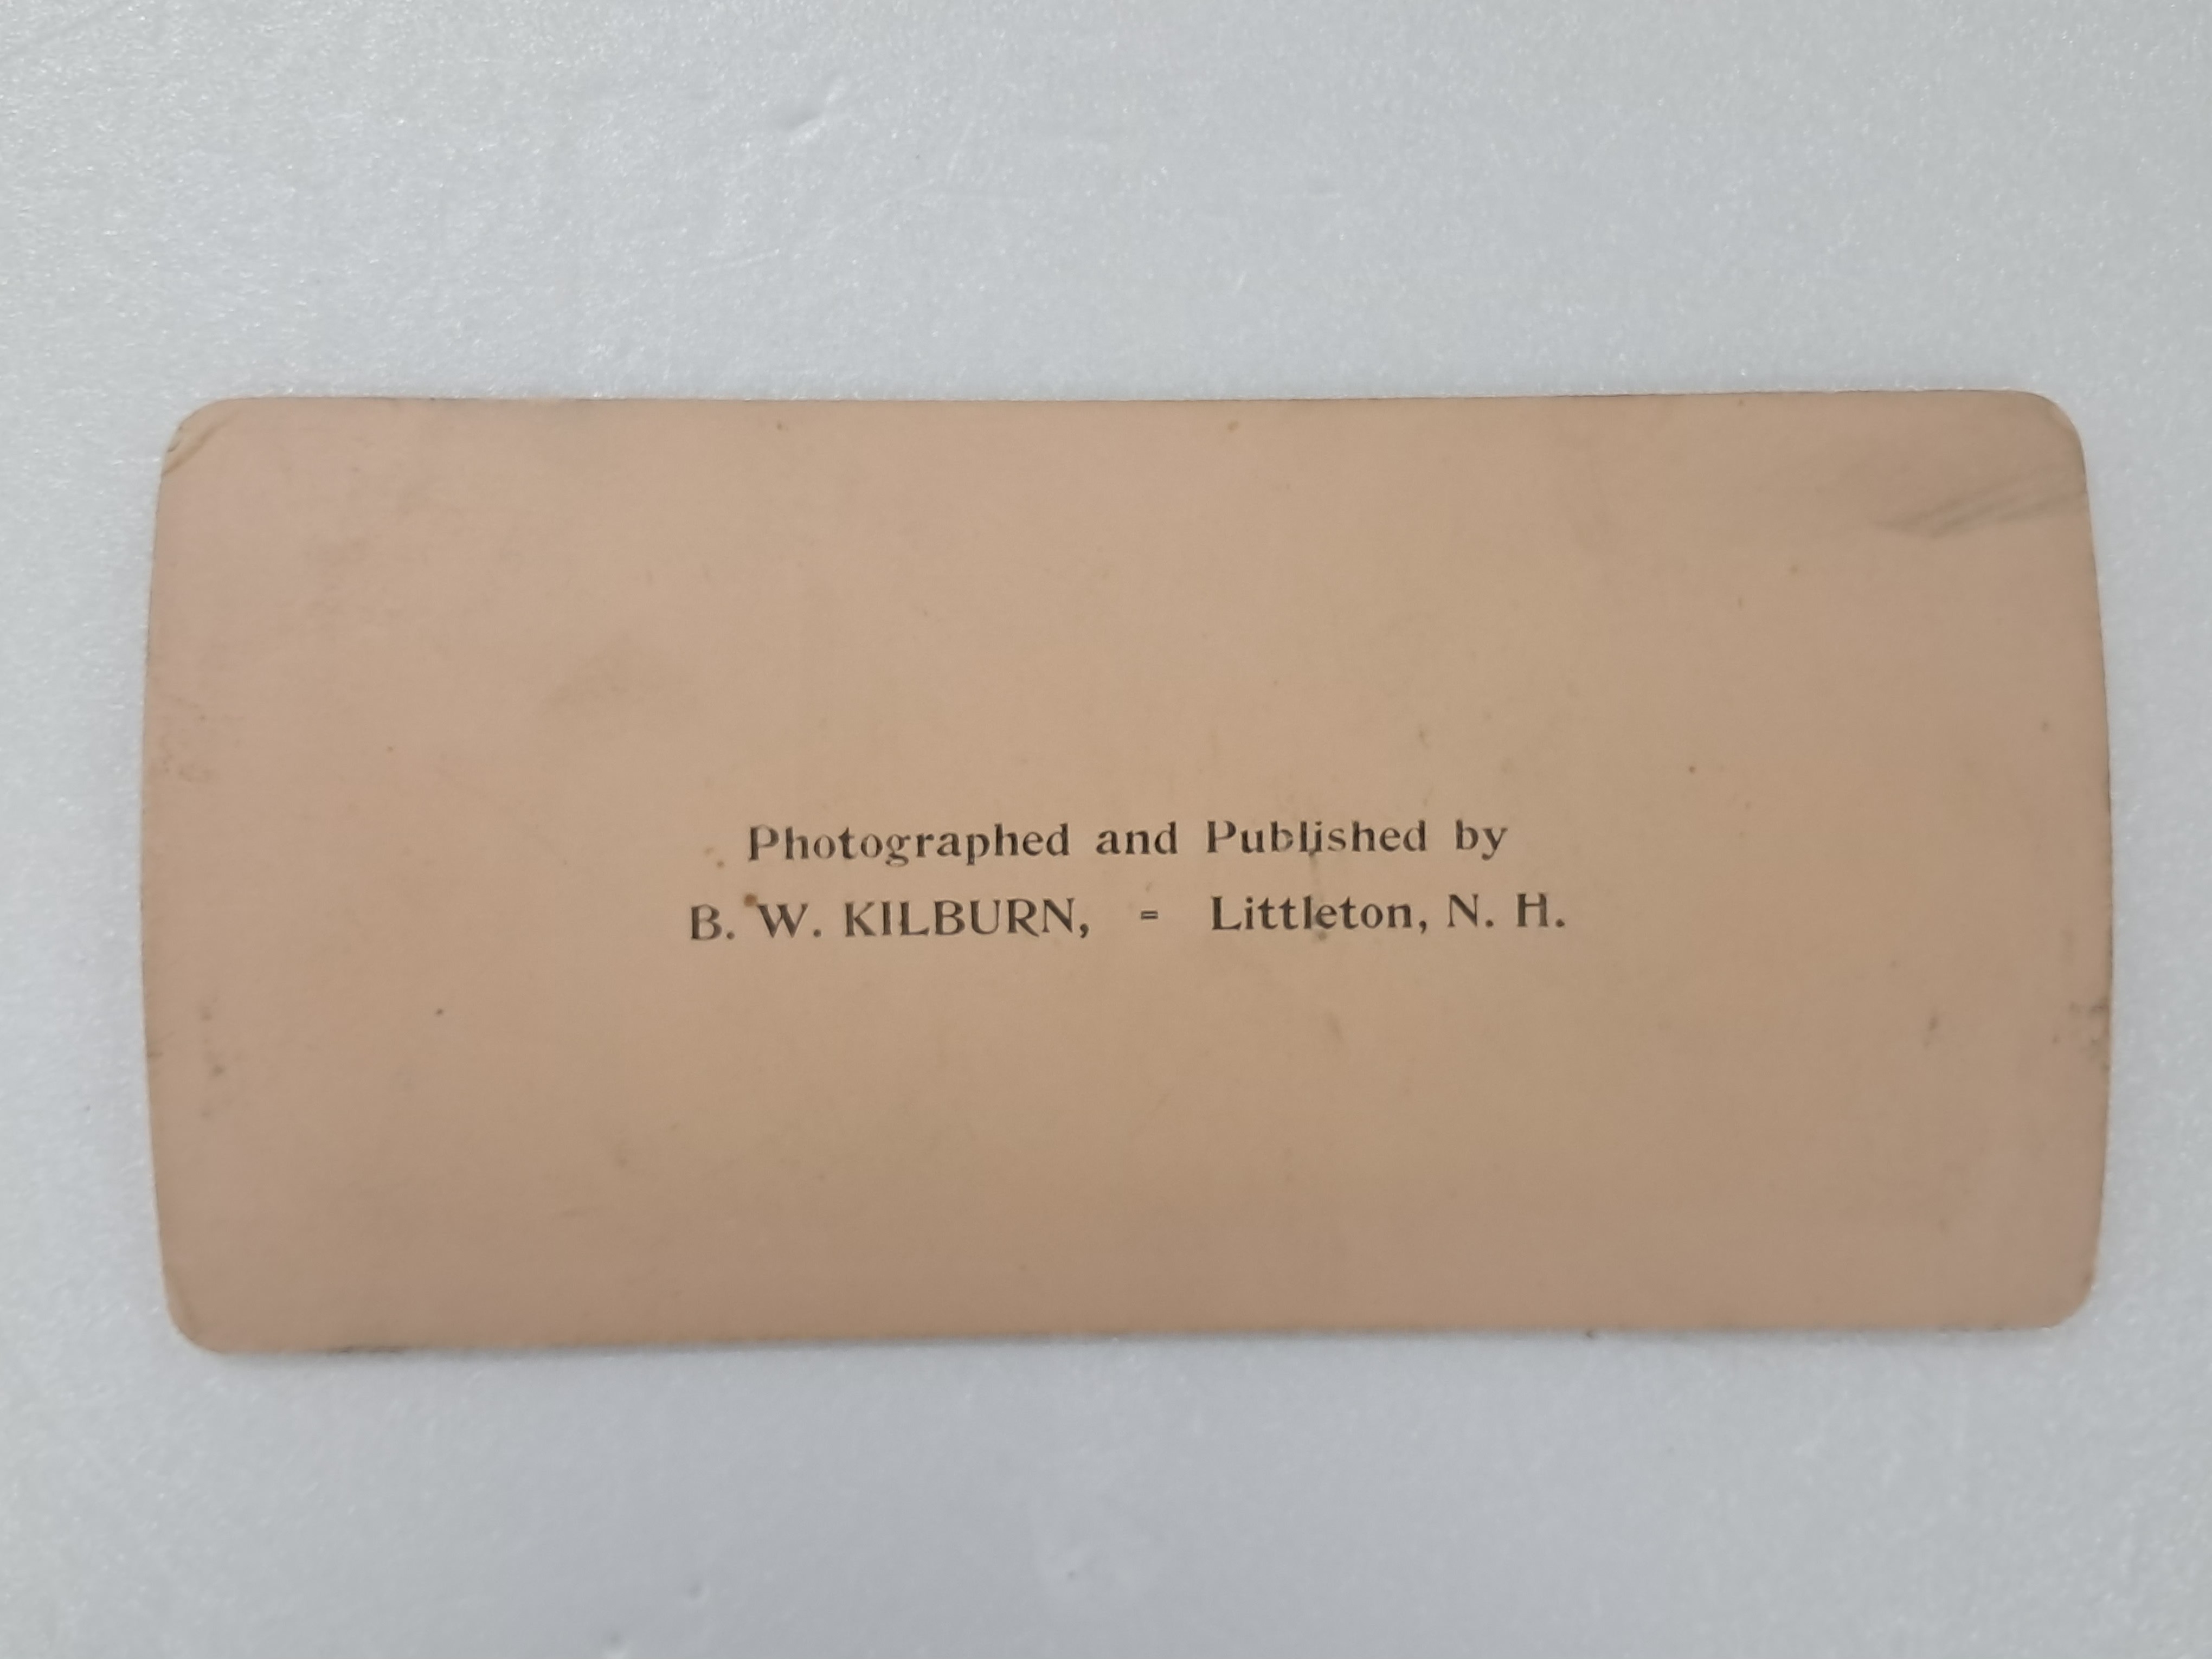 Photographed and Published by
B. W. KILBURN, = Littleton, N. H.